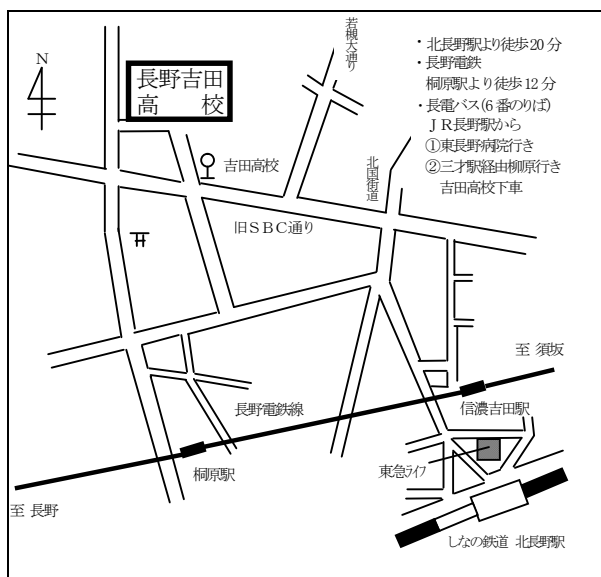 若槻大通り
・北長野駅より徒歩20分
・長野電鉄
桐原駅より徒歩12分
・長電バス(6番のりば)
ＪＲ長野駅から
①東長野病院行き
②三才駅経由柳原行き
吉田高校下車
N
長野吉田
高　校
吉田高校
北国街道
旧ＳＢＣ通り
至 須坂
長野電鉄線
信濃吉田駅
桐原駅
東急ﾗｲﾌ
至 長野
しなの鉄道 北長野駅